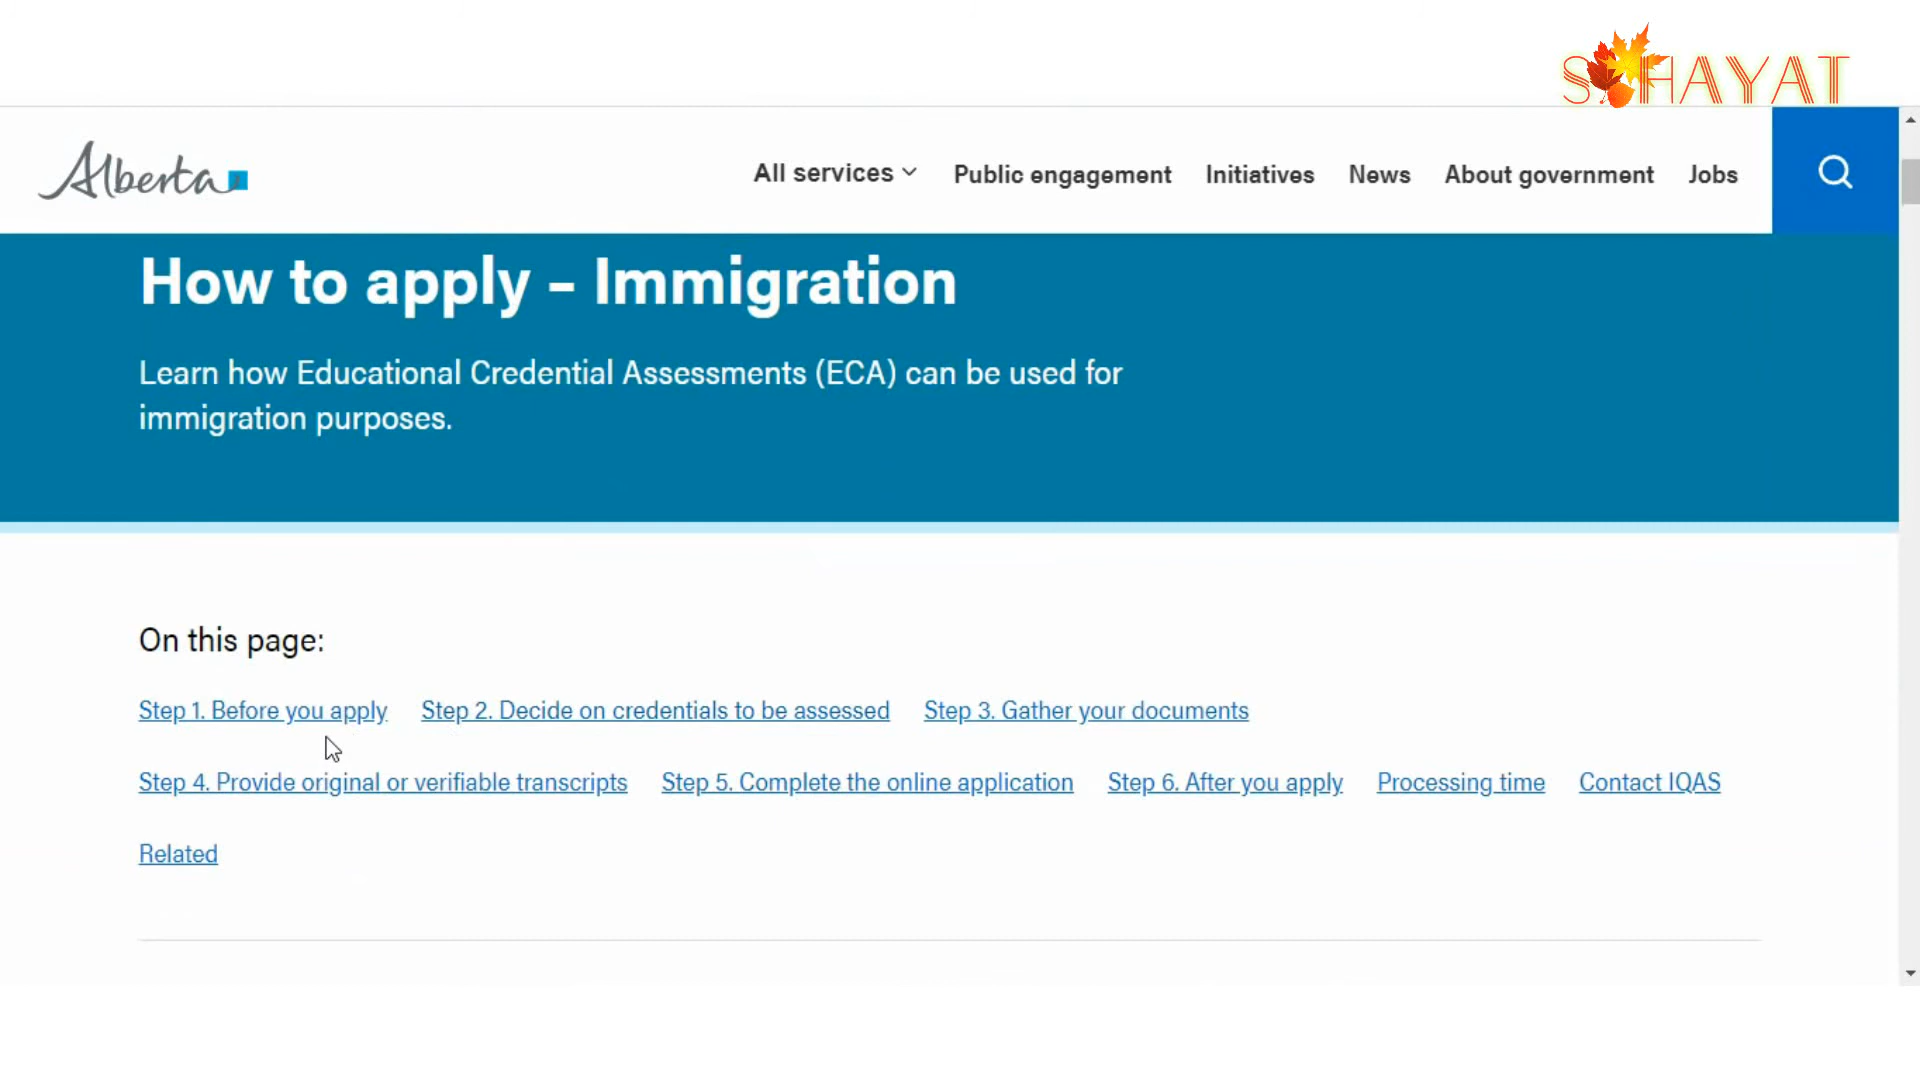 SOHAYAT
Alberta
All services Public engagement Initiatives News About government Jobs
How to apply – Immigration
Learn how Educational Credential Assessments (ECA) can be used for
immigration purposes.
On this page:
Step 1. Before you apply Step 2. Decide on credentials to be assessed Step 3. Gather your documents
Step 4. Provide original or verifiable transcripts Step 5. Complete the online application Step 6. After you apply Processing time Contact IQAS
Related